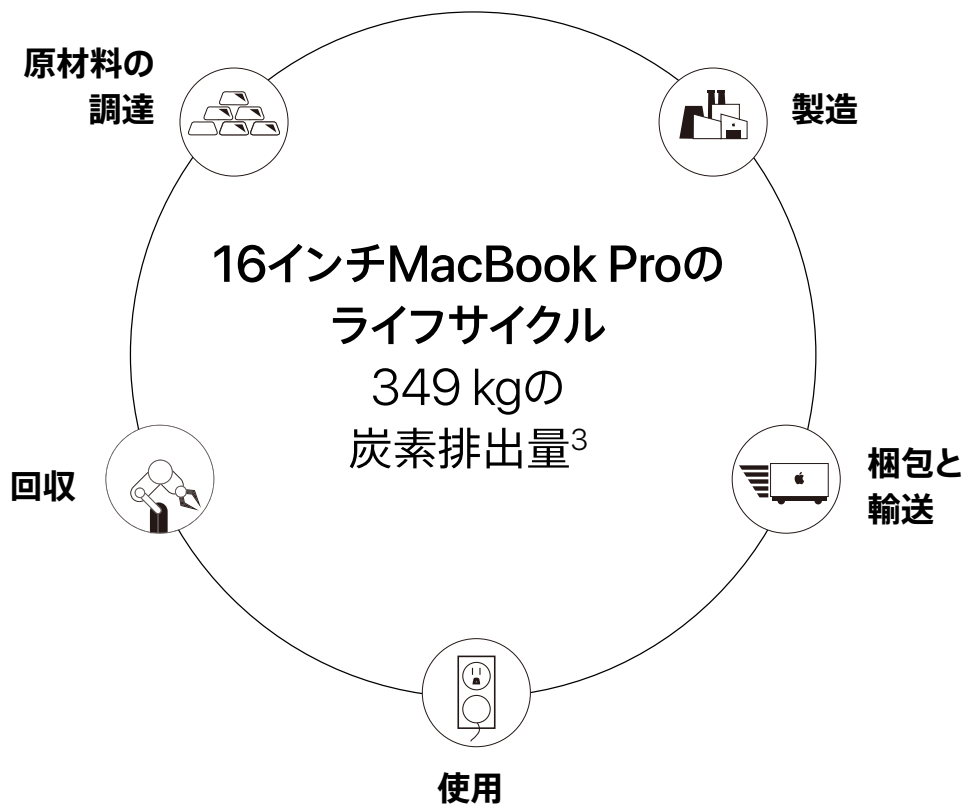 原材料の
調達
製造
16インチMacBook Proの
ライフサイクル
349 kgの
炭素排出量3
回収
梱包と
輸送
使用